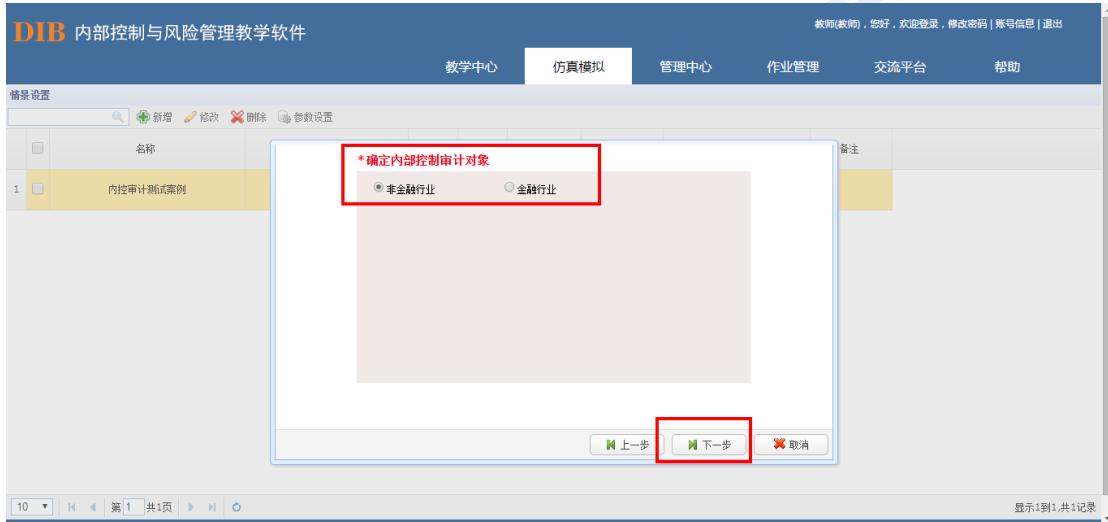 DIB 内部控制与风险管理教学软件
教师(教师)，您好，欢迎登录，修改密码 | 账号信息 | 退出
教学中心 仿真模拟 管理中心 作业管理 交流平台 帮助
情景设置
新增 修改 删除 参数设置
名称 备注
*确定内部控制审计对象
非金融行业 金融行业
1 内控审计测试案例
上一步 下一步 取消
10 第 1 共1页 显示1到1,共1记录